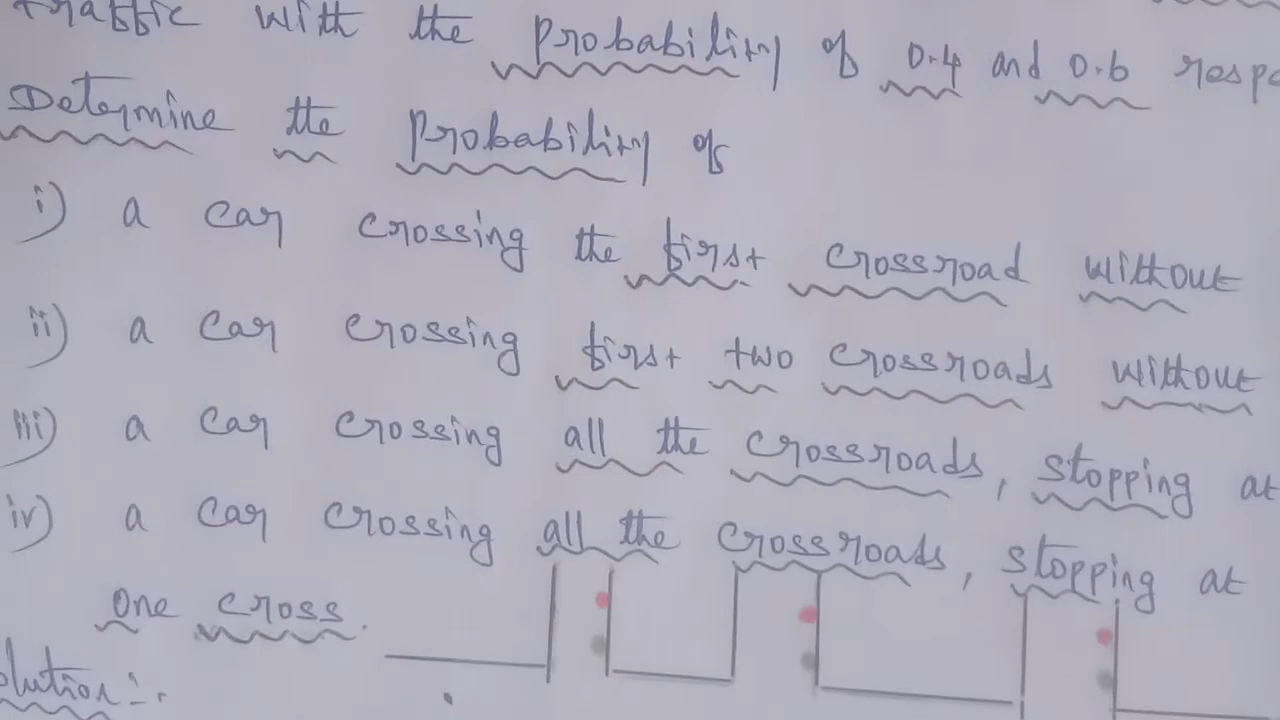 traffic with the probability of 0.4 and 0.6 resp
Determine the probability of
i) a car crossing the first crossroad without
ii) a car crossing first two crossroads without
iii) a car crossing all the crossroads, stopping at
iv) a car crossing all the crossroads, stopping at
one cross.
olution:-